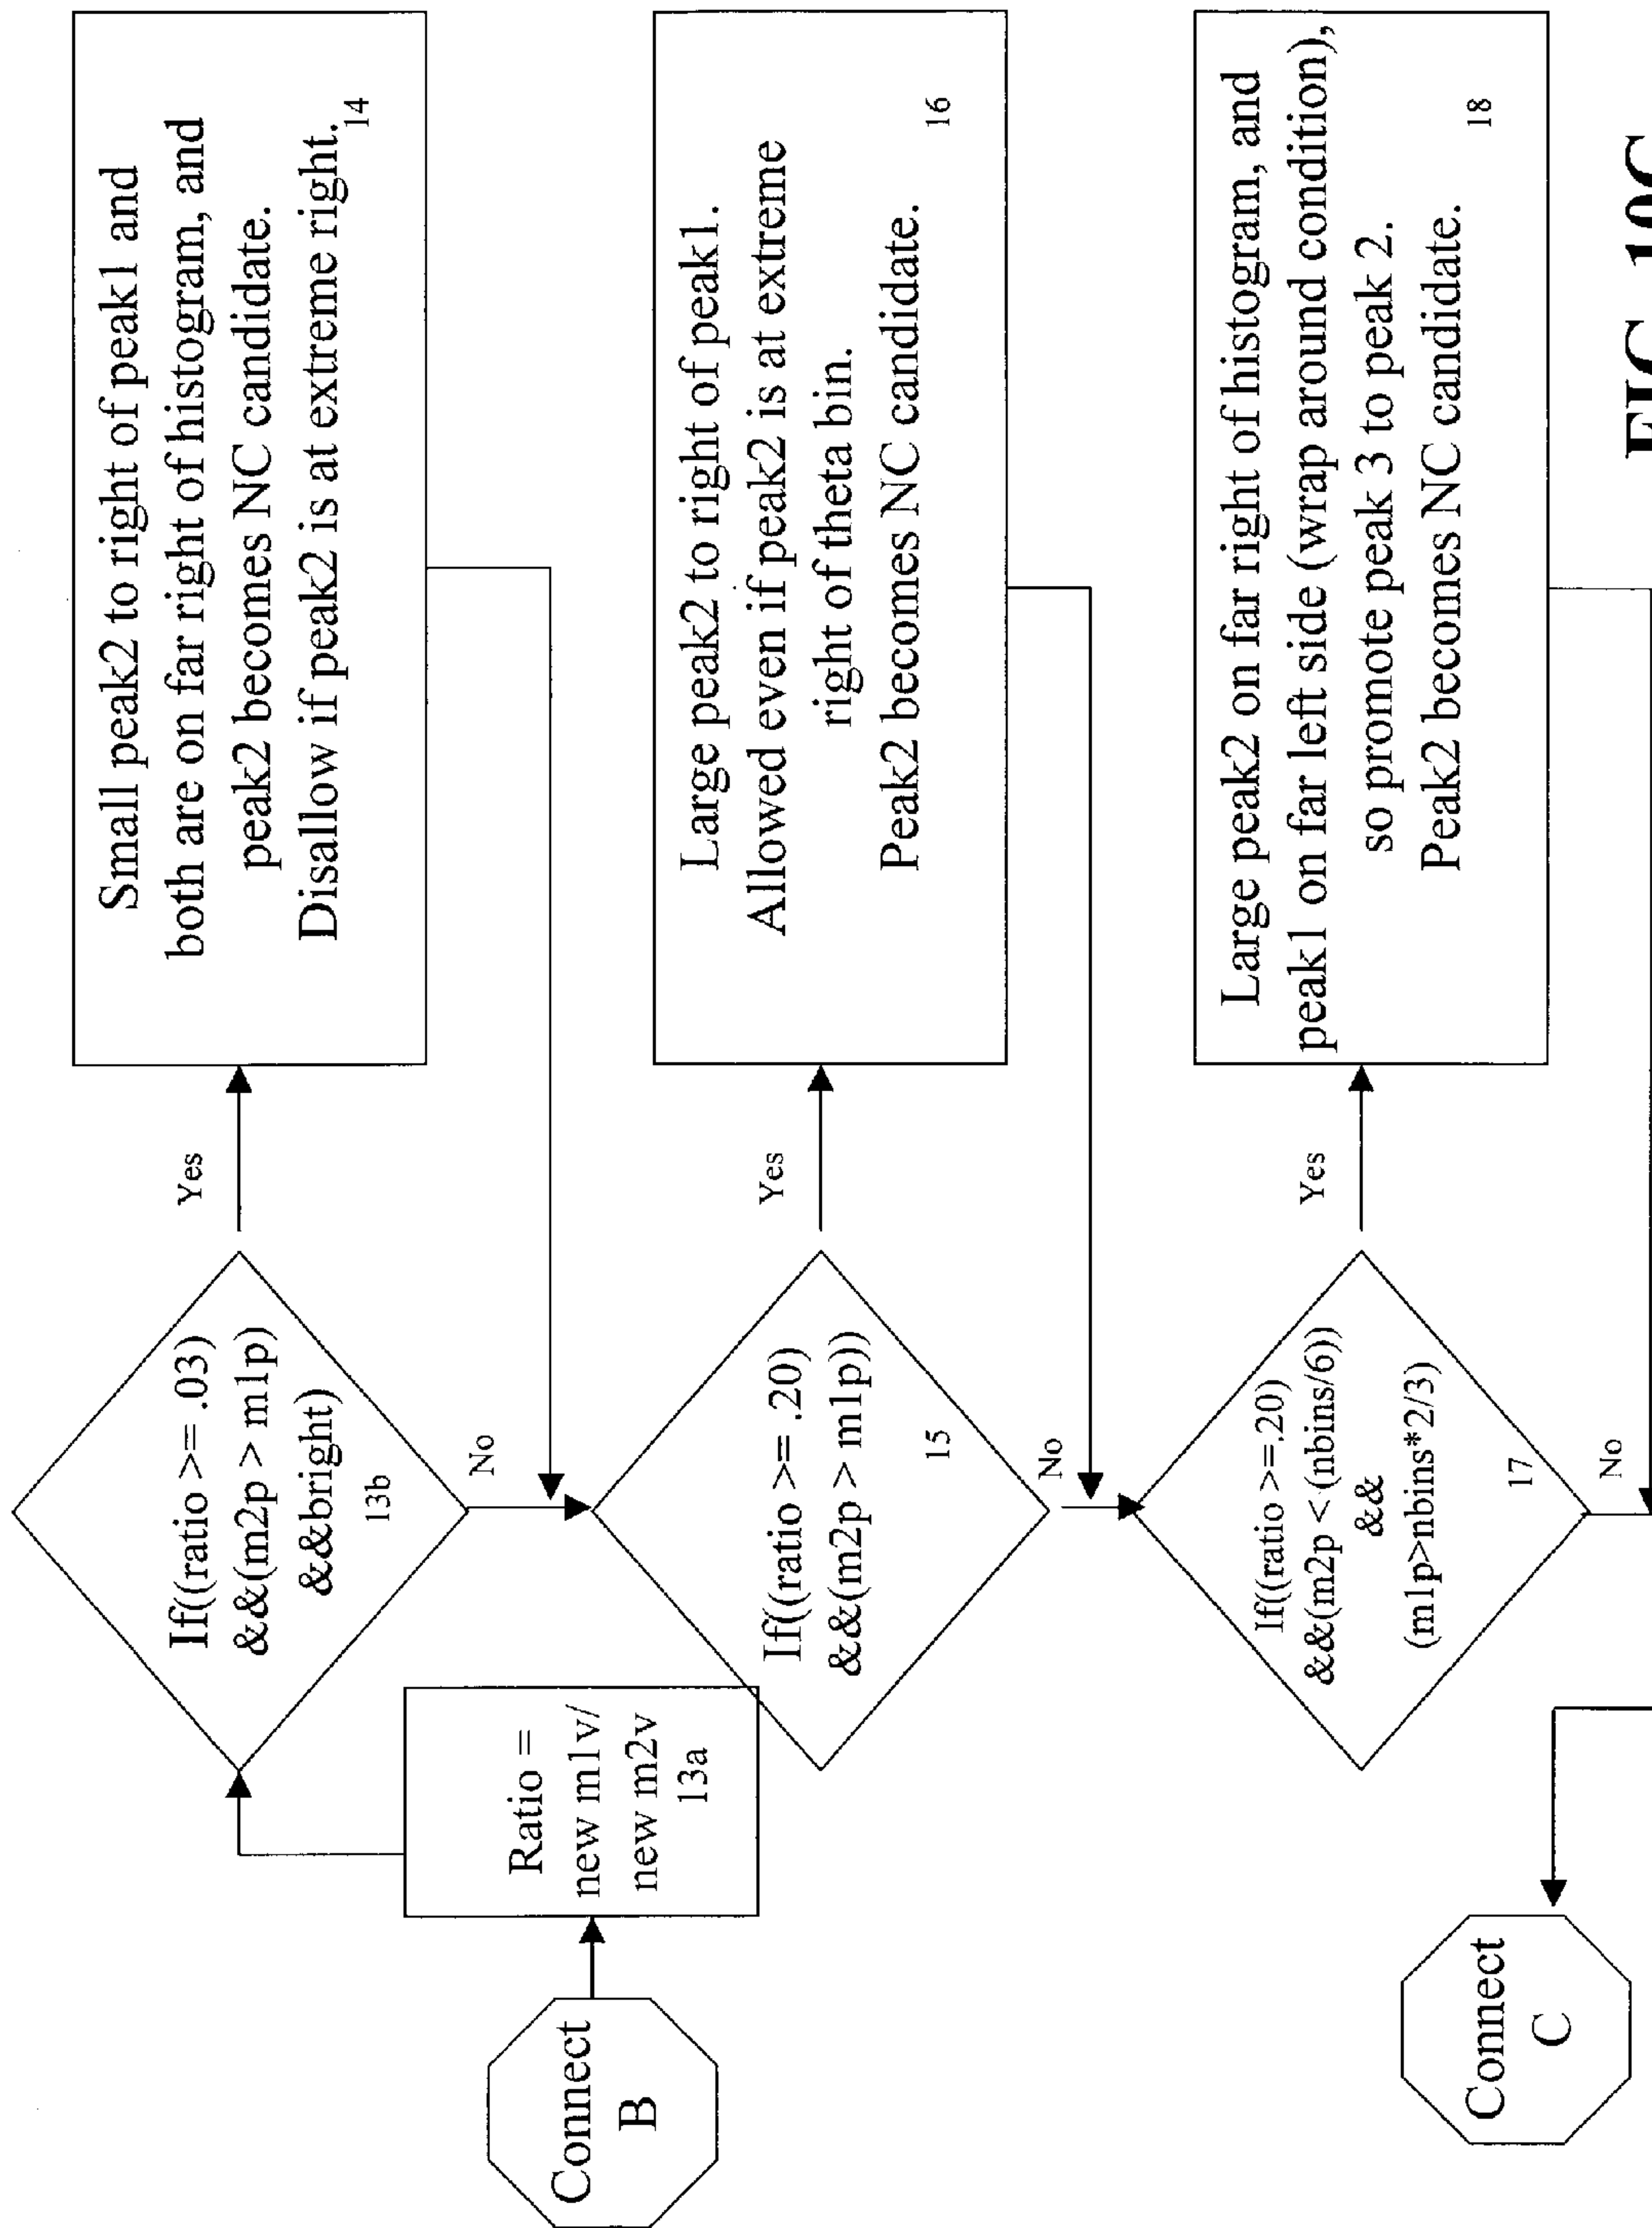 Connect
B
Ratio =
new m1v/
new m2v
13a
If((ratio >= .03)
&&(m2p > m1p)
&&bright)
13b
Yes
No
Small peak2 to right of peak1 and
both are on far right of histogram, and
peak2 becomes NC candidate.
Disallow if peak2 is at extreme right.
14
If((ratio >= .20)
&&(m2p > m1p))
15
Yes
No
Large peak2 to right of peak1.
Allowed even if peak2 is at extreme
right of theta bin.
Peak2 becomes NC candidate.
16
If((ratio >=.20)
&&(m2p < (nbins/6))
&&
(m1p>nbins*2/3)
17
Yes
No
Large peak2 on far right of histogram, and
peak1 on far left side (wrap around condition),
so promote peak 3 to peak 2.
Peak2 becomes NC candidate.
18
Connect
C
FIG. 10C